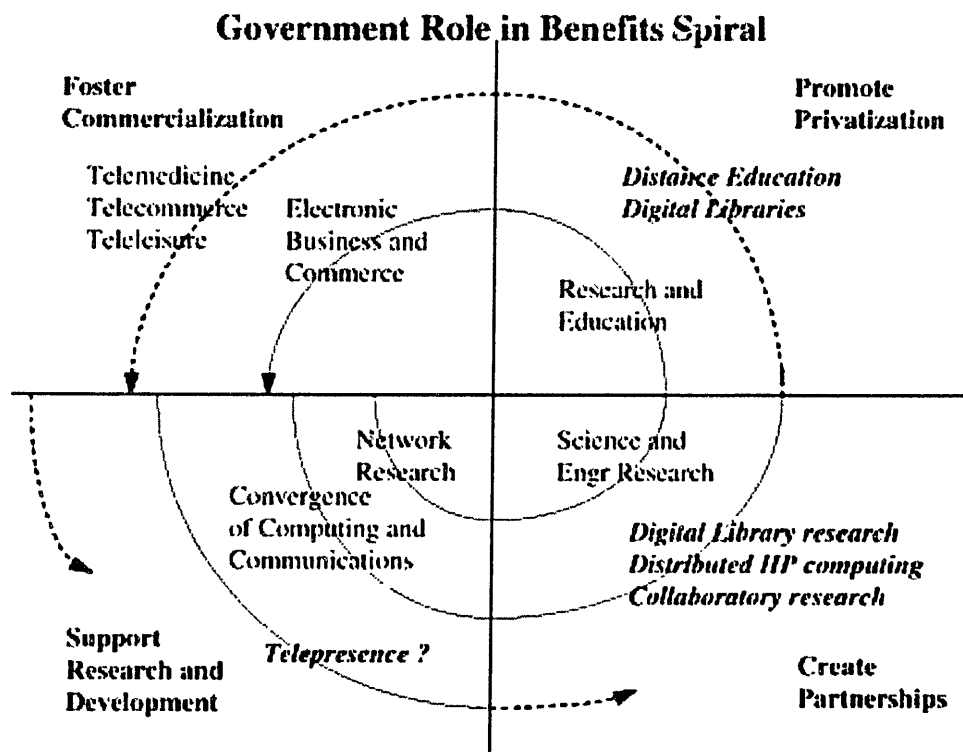 Government Role in Benefits Spiral
Foster
Commercialization
Promote
Privatization
Telemedicine
Telecommerce
Teleleisure
Electronic
Business and
Commerce
Distance Education
Digital Libraries
Research and
Education
Network
Research
Science and
Engr Research
Convergence
of Computing and
Communications
Digital Library research
Distributed HP computing
Collaboratory research
Support
Research and
Development
Telepresence ?
Create
Partnerships